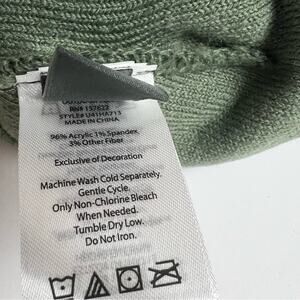 RN# 157622
STYLE# U41HA713
MADE IN CHINA
96% Acrylic 1% Spandex
3% Other Fiber
Exclusive of Decoration
Machine Wash Cold Separately.
Gentle Cycle.
Only Non-Chlorine Bleach
When Needed.
Tumble Dry Low.
Do Not Iron.